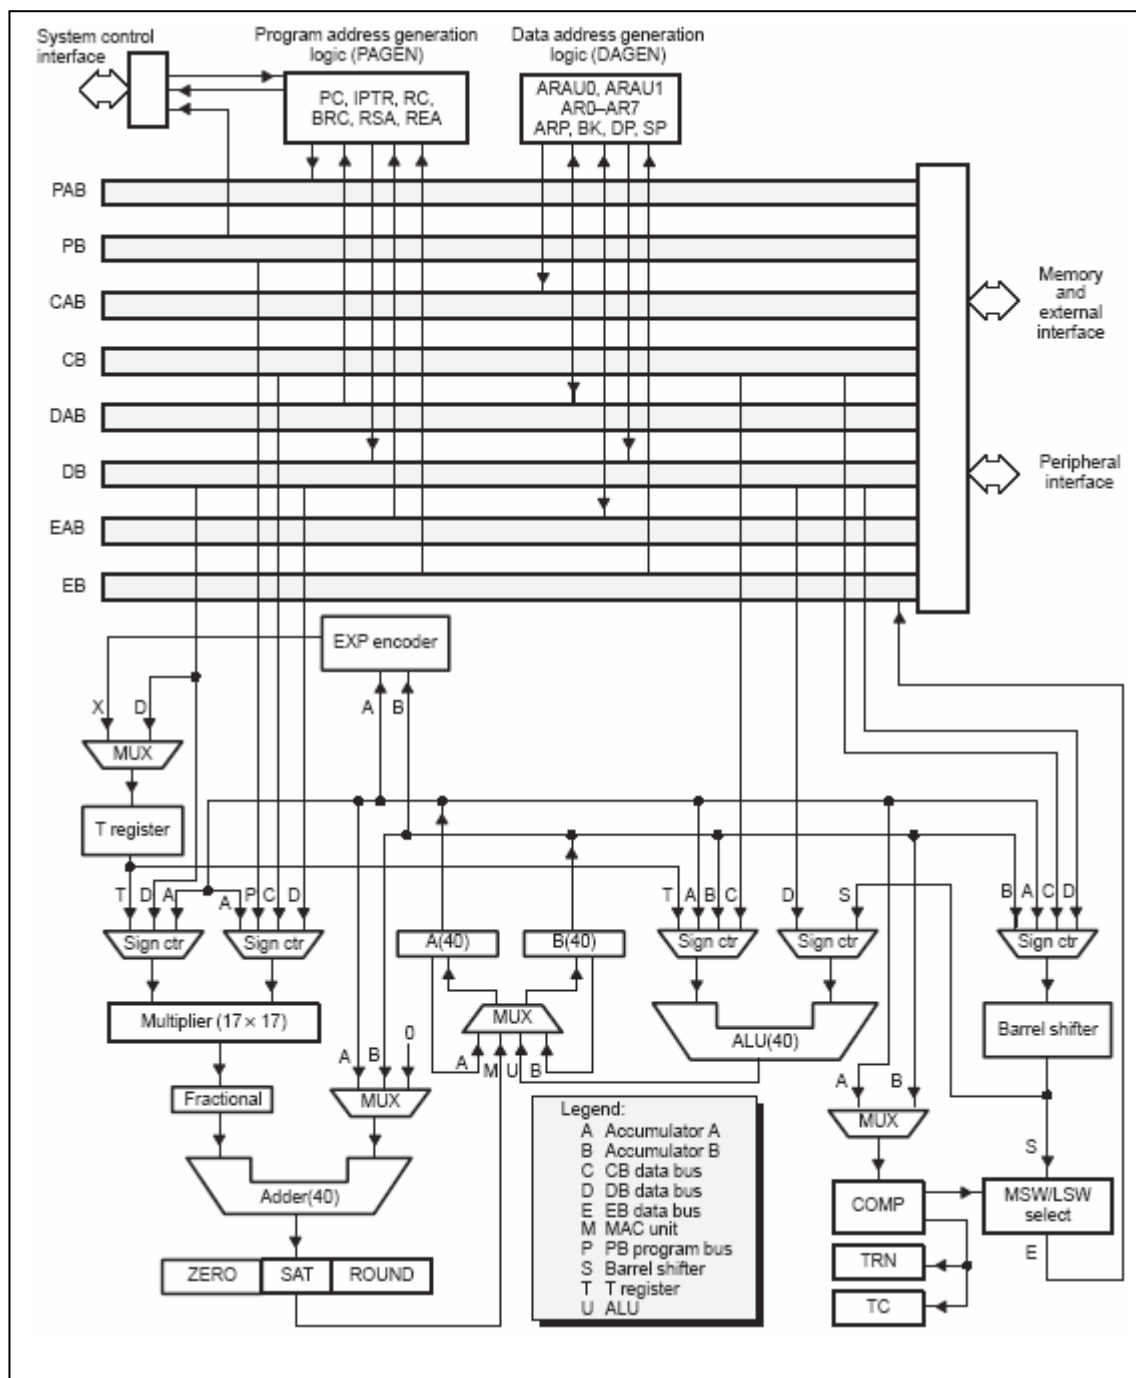 System control
interface
Program address generation
logic (PAGEN)
Data address generation
logic (DAGEN)
PC, IPTR, RC,
BRC, RSA, REA
ARAU0, ARAU1
AR0–AR7
ARP, BK, DP, SP
PAB
PB
CAB
CB
DAB
DB
EAB
EB
Memory
and
external
interface
Peripheral
interface
EXP encoder
A B
X D
MUX
T register
T D A
A P C D
Sign ctr
Sign ctr
A(40)
B(40)
T A B C
D S
Sign ctr
Sign ctr
B A C D
Sign ctr
Multiplier (17 × 17)
MUX
A M U B
ALU(40)
Barrel shifter
Fractional
A B 0
MUX
A B
MUX
S
Adder(40)
COMP
MSW/LSW
select
E
ZERO SAT ROUND
TRN
TC
Legend:
A Accumulator A
B Accumulator B
C CB data bus
D DB data bus
E EB data bus
M MAC unit
P PB program bus
S Barrel shifter
T T register
U ALU